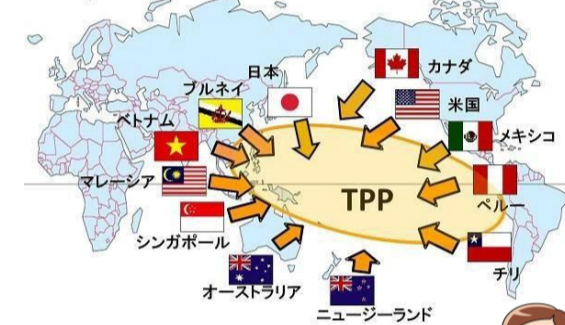 カナダ
日本
ブルネイ
米国
ベトナム
メキシコ
マレーシア
TPP
ペルー
シンガポール
チリ
オーストラリア
ニュージーランド